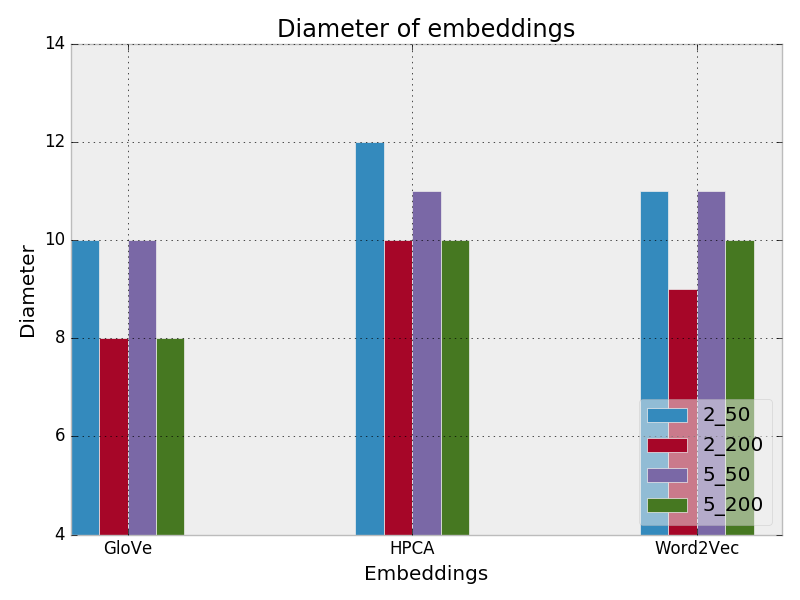 Diameter of embeddings
14
12
10
8
6
4
Diameter
2_50
2_200
5_50
5_200
GloVe
HPCA
Word2Vec
Embeddings